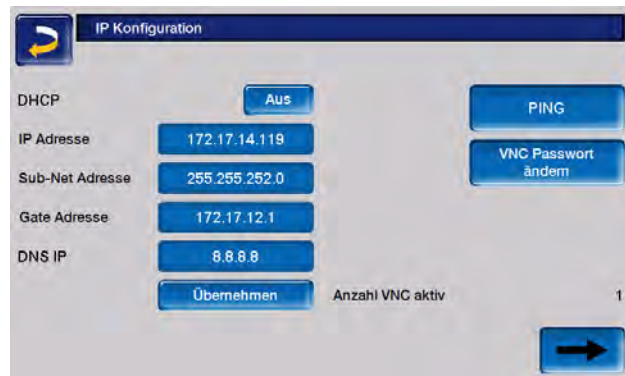 IP Konfiguration
DHCP Aus
PING
IP Adresse 172.17.14.119
VNC Passwort
ändern
Sub-Net Adresse 255.255.252.0
Gate Adresse 172.17.12.1
DNS IP 8.8.8.8
Übernehmen Anzahl VNC aktiv 1